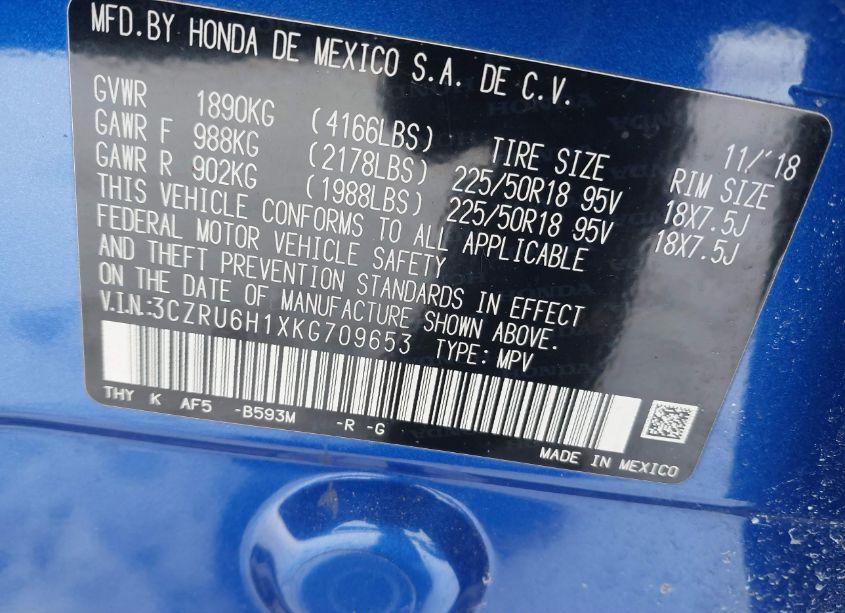 MFD.BY HONDA DE MEXICO S.A. DE C.V.
11/'18
GVWR 1890KG (4166LBS) TIRE SIZE RIM SIZE
GAWR F 988KG (2178LBS) 225/50R18 95V 18X7.5J
GAWR R 902KG (1988LBS) 225/50R18 95V 18X7.5J
THIS VEHICLE CONFORMS TO ALL APPLICABLE
FEDERAL MOTOR VEHICLE SAFETY
AND THEFT PREVENTION STANDARDS IN EFFECT
ON THE DATE OF MANUFACTURE SHOWN ABOVE.
V.I.N.:3CZRU6H1XKG709653 TYPE: MPV
THY K AF5 -B593M -R -G
MADE IN MEXICO